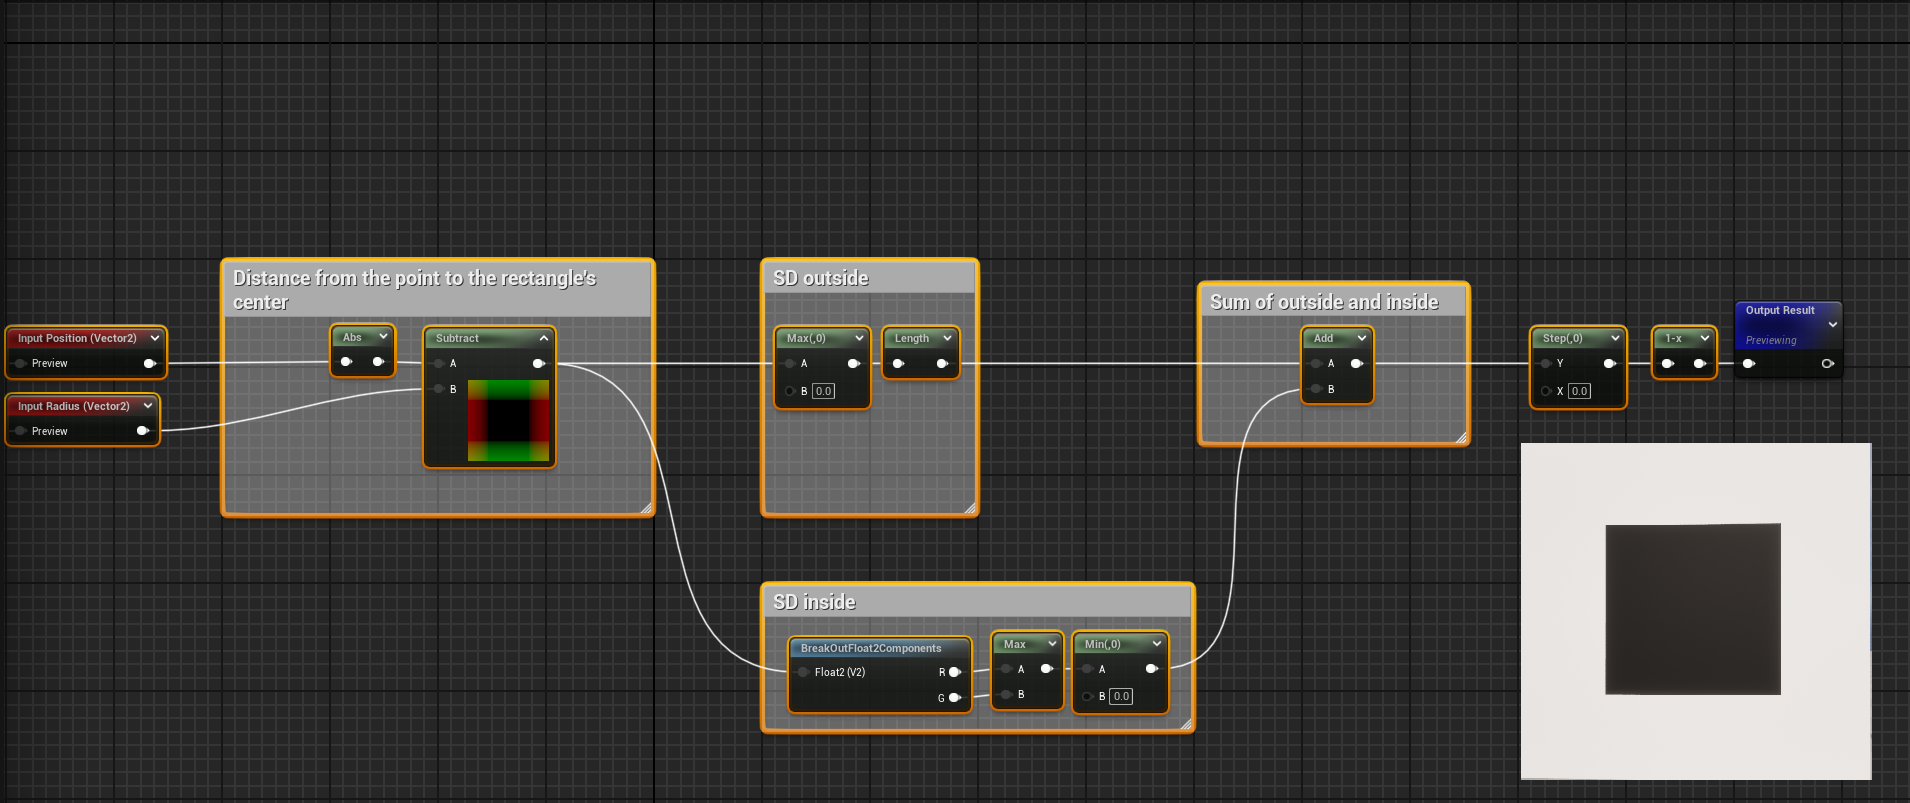 Distance from the point to the rectangle's
center
SD outside
Sum of outside and inside
Input Position (Vector2)
Preview
Input Radius (Vector2)
Preview
Abs
Subtract
A
B
Max(,0)
A
B 0.0
Length
Add
A
B
Step(,0)
Y
X 0.0
1-x
Output Result
Previewing
SD inside
BreakOutFloat2Components
Float2 (V2) R
G
Max
A
B
Min(,0)
A
B 0.0